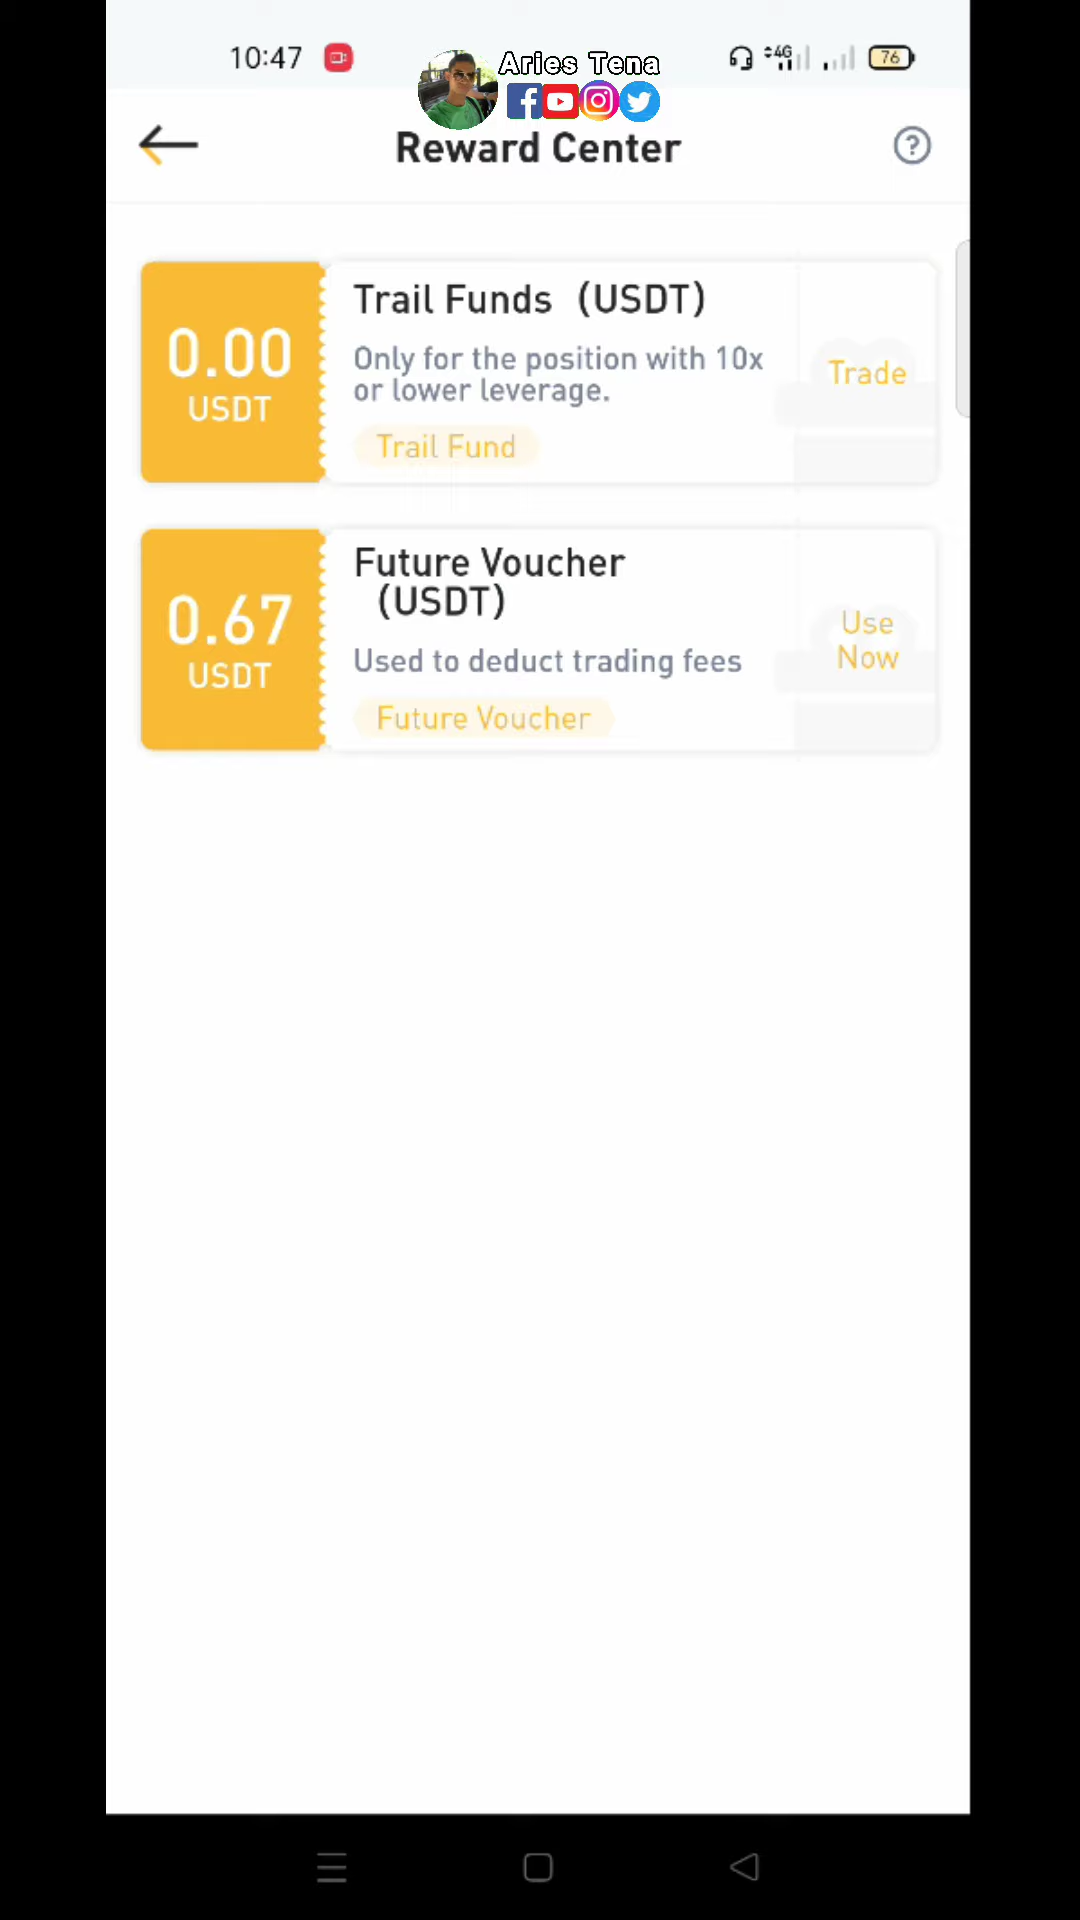 10:47
4G
76
Aries Tena
Reward Center
0.00
USDT
Trail Funds（USDT）
Only for the position with 10x
or lower leverage.
Trail Fund
Trade
0.67
USDT
Future Voucher
（USDT）
Used to deduct trading fees
Future Voucher
Use
Now